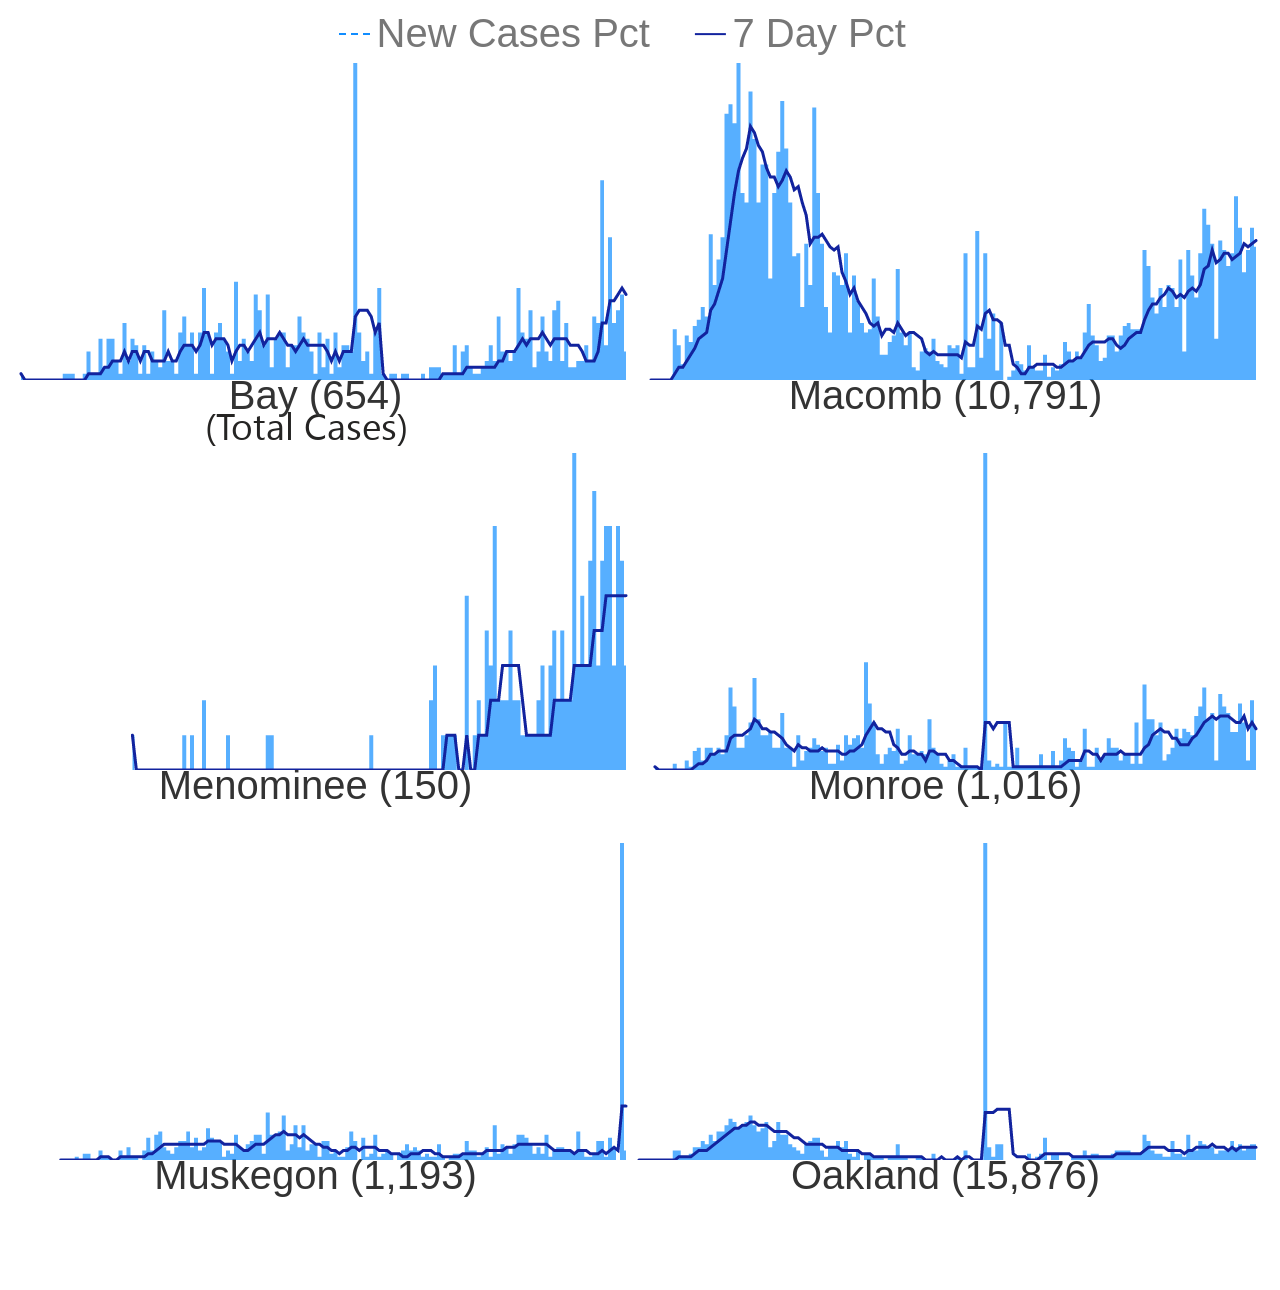 New Cases Pct 7 Day Pct
Bay (654) Macomb (10,791)
(Total Cases)
Menominee (150) Monroe (1,016)
Muskegon (1,193) Oakland (15,876)